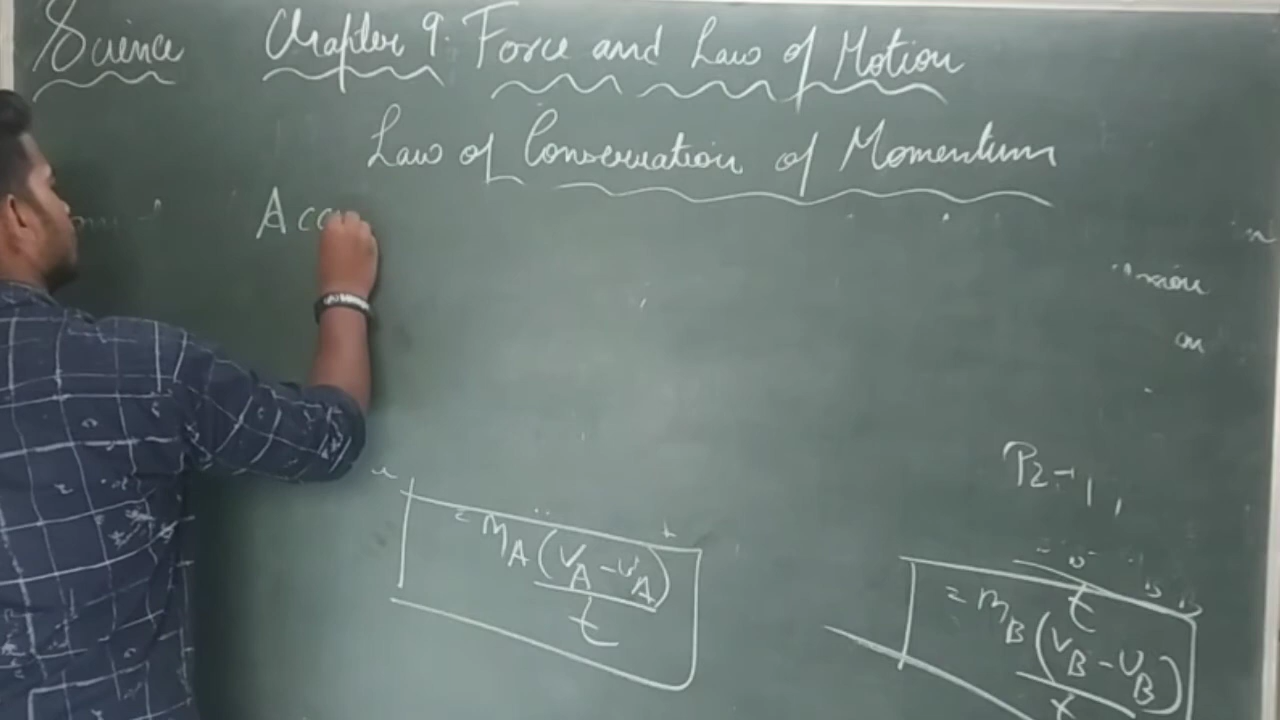 Science Chapter 9: Force and Law of Motion
Law of Conservation of Momentum
Acc
P2-
= mA (VA - UA)
t
t
= mB (VB - UB)
t